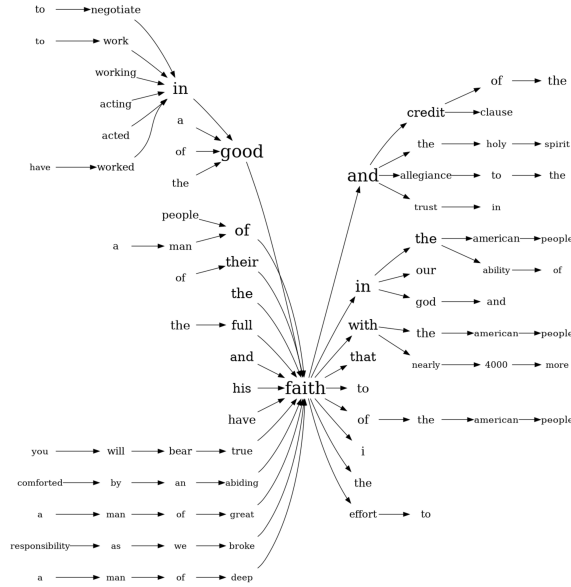 to negotiate
to work
working
acting
acted
have worked
in
a
of
the
good
people
a man
of
of
their
the
the full
and
his
have
you will bear true
comforted by an abiding
a man of great
responsibility as we broke
a man of deep
faith
and
credit
of the
clause
the holy spirit
allegiance to the
trust in
in
the
american people
ability of
our
god and
with
the american people
nearly 4000 more
that
to
of the american people
i
the
effort to